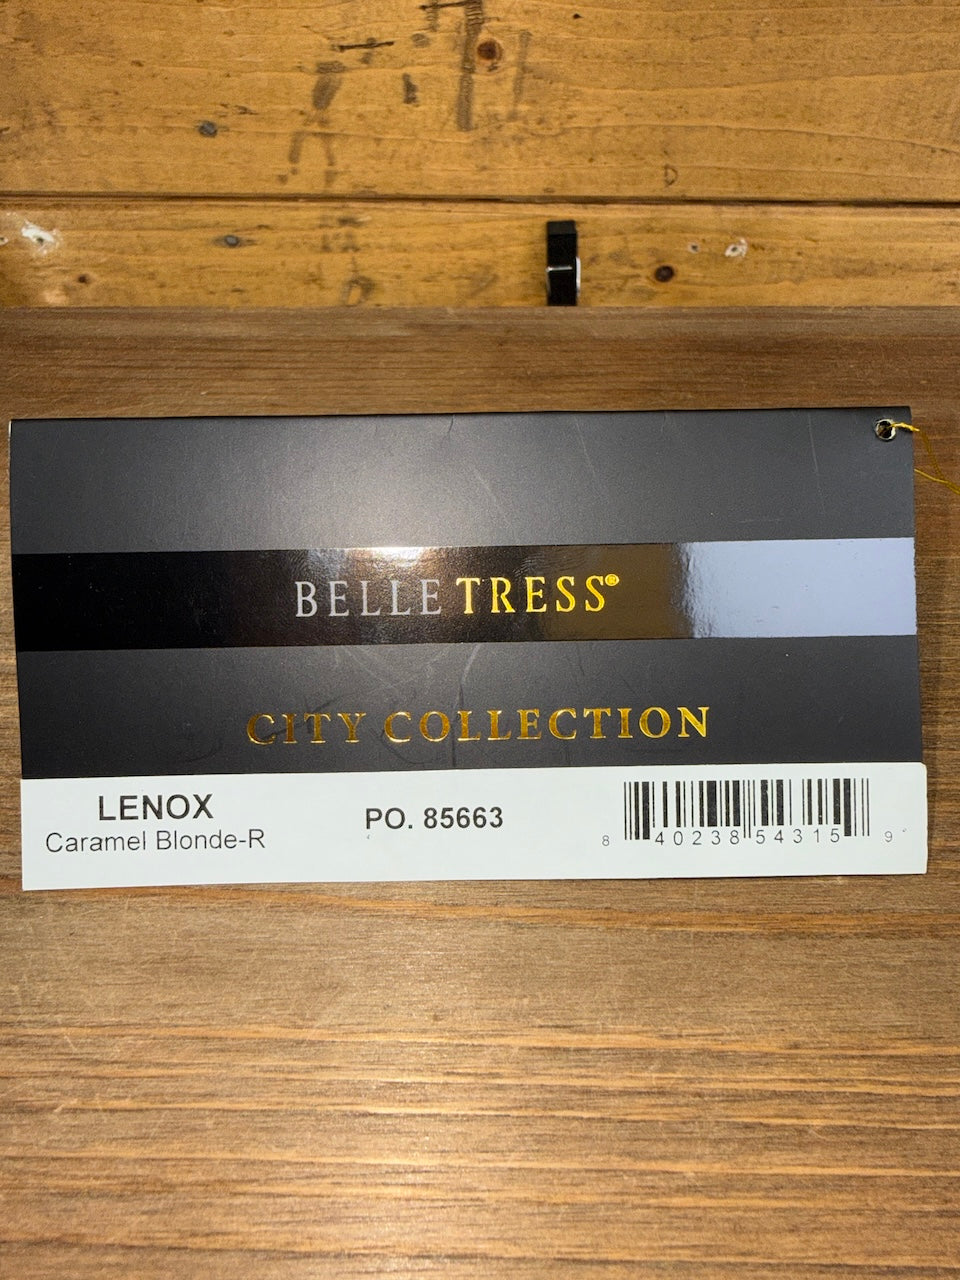 BELLETRESS®
CITY COLLECTION
LENOX
Caramel Blonde-R
PO. 85663
8 40238 54315 9